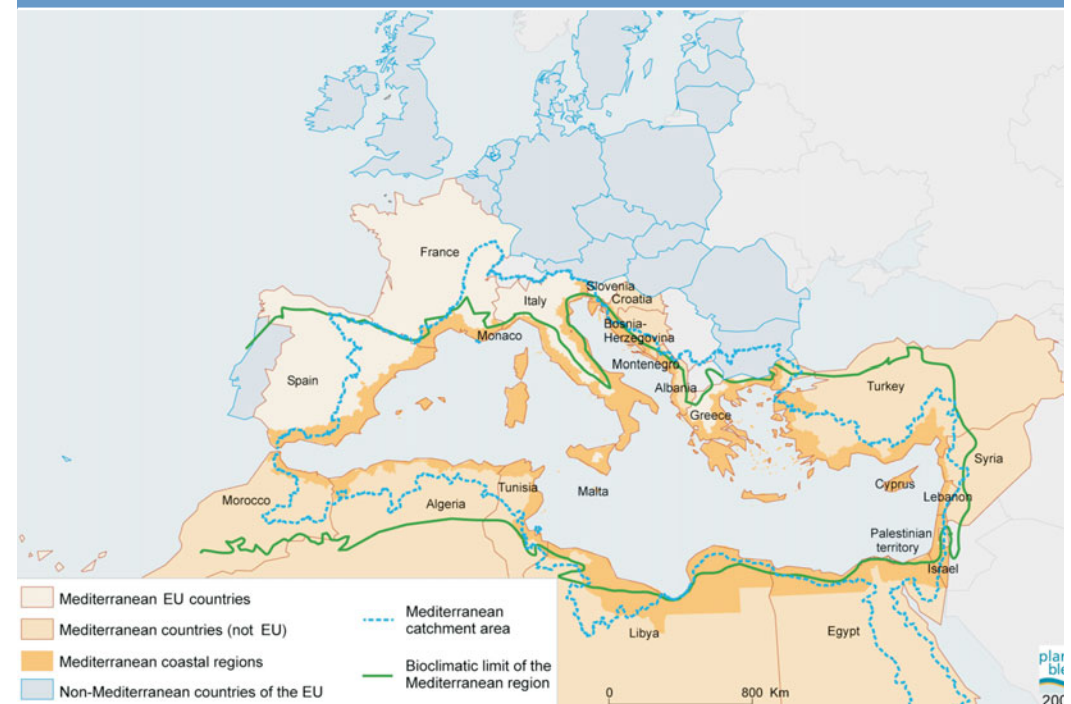 France
Slovenia
Italy
Croatia
Bosnia-
Herzegovina
Monaco
Montenegro
Spain
Albania
Turkey
Greece
Syria
Cyprus
Tunisia
Malta
Lebanon
Morocco
Algeria
Palestinian
territory
Israel
Libya
Egypt
Mediterranean EU countries
Mediterranean countries (not EU)
Mediterranean coastal regions
Non-Mediterranean countries of the EU
Mediterranean
catchment area
Bioclimatic limit of the
Mediterranean region
0 800 Km